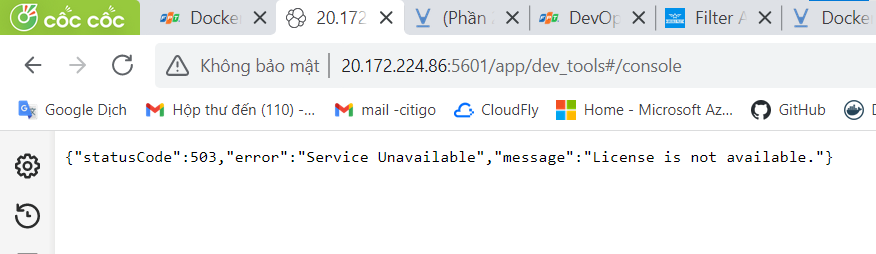 cốc cốc
Docker
20.172
(Phần
DevOp
Filter A
Docker
Không bảo mật
20.172.224.86:5601/app/dev_tools#/console
Google Dịch
Hộp thư đến (110) -...
mail -citigo
CloudFly
Home - Microsoft Az...
GitHub
D
{"statusCode":503,"error":"Service Unavailable","message":"License is not available."}